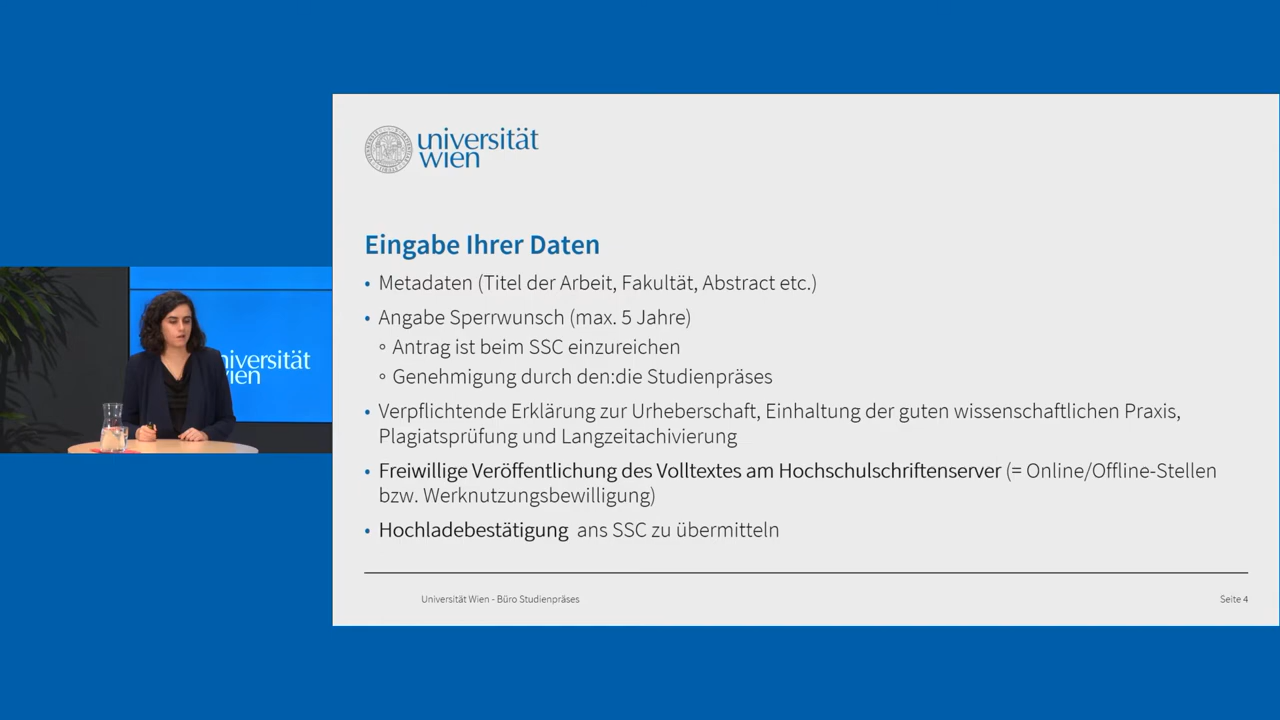 universität
wien
Eingabe Ihrer Daten
• Metadaten (Titel der Arbeit, Fakultät, Abstract etc.)
• Angabe Sperrwunsch (max. 5 Jahre)
◦ Antrag ist beim SSC einzureichen
◦ Genehmigung durch den:die Studienpräses
• Verpflichtende Erklärung zur Urheberschaft, Einhaltung der guten wissenschaftlichen Praxis,
Plagiatsprüfung und Langzeitachivierung
• Freiwillige Veröffentlichung des Volltextes am Hochschulschriftenserver (= Online/Offline-Stellen
bzw. Werknutzungsbewilligung)
• Hochladebestätigung ans SSC zu übermitteln
Universität Wien - Büro Studienpräses
Seite 4
niversität
ien